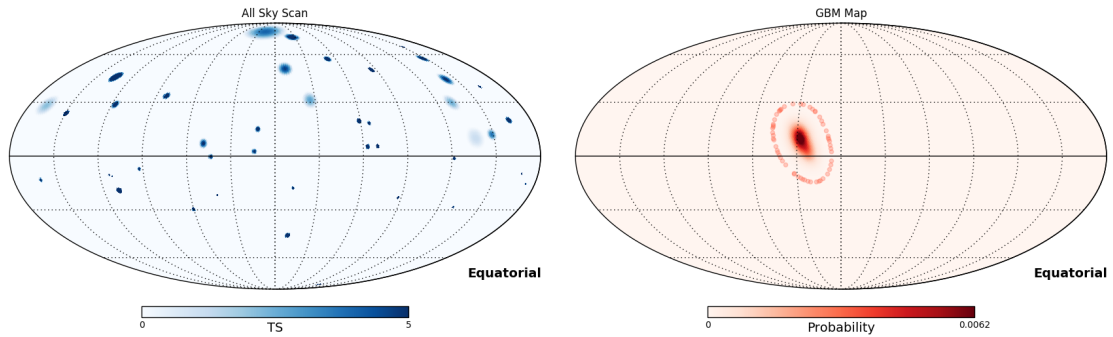 All Sky Scan
Equatorial
0
5
TS
GBM Map
Equatorial
0
0.0062
Probability